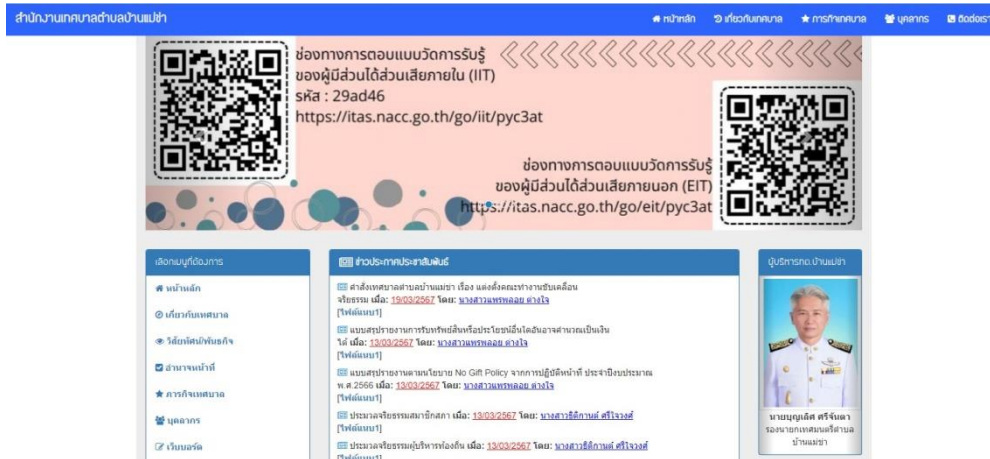 สำนักงานเทศบาลตำบลบ้านแม่ข่า
หน้าหลัก เกี่ยวกับเทศบาล ภารกิจเทศบาล บุคลากร ติดต่อเรา
ช่องทางการตอบแบบวัดการรับรู้
ของผู้มีส่วนได้ส่วนเสียภายใน (IIT)
รหัส : 29ad46
https://itas.nacc.go.th/go/iit/pyc3at
ช่องทางการตอบแบบวัดการรับรู้
ของผู้มีส่วนได้ส่วนเสียภายนอก (EIT)
https://itas.nacc.go.th/go/eit/pyc3at
เลือกเมนูที่ต้องการ
หน้าหลัก
เกี่ยวกับเทศบาล
วิสัยทัศน์/พันธกิจ
อำนาจหน้าที่
ภารกิจเทศบาล
บุคลากร
เว็บบอร์ด
ข่าวประกาศประชาสัมพันธ์
คำสั่งเทศบาลตำบลบ้านแม่ข่า เรื่อง แต่งตั้งคณะทำงานขับเคลื่อน
จริยธรรม เมื่อ: 19/03/2567 โดย: นางสาวแพรพลอย ต่างใจ
[ไฟล์แนบ1]
แบบสรุปรายงานการรับทรัพย์สินหรือประโยชน์อื่นใดอันอาจคำนวณเป็นเงิน
ได้ เมื่อ: 13/03/2567 โดย: นางสาวแพรพลอย ต่างใจ
[ไฟล์แนบ1]
แบบสรุปรายงานตามนโยบาย No Gift Policy จากการปฏิบัติหน้าที่ ประจำปีงบประมาณ
พ.ศ.2566 เมื่อ: 13/03/2567 โดย: นางสาวแพรพลอย ต่างใจ
[ไฟล์แนบ1]
ประมวลจริยธรรมสมาชิกสภา เมื่อ: 13/03/2567 โดย: นางสาวธิติกานต์ ศรีใจวงศ์
[ไฟล์แนบ1]
ประมวลจริยธรรมผู้บริหารท้องถิ่น เมื่อ: 13/03/2567 โดย: นางสาวธิติกานต์ ศรีใจวงศ์
[ไฟล์แนบ1]
ผู้บริหารทต.บ้านแม่ข่า
นายบุญเลิศ ศรีจันตา
รองนายกเทศมนตรีตำบล
บ้านแม่ข่า